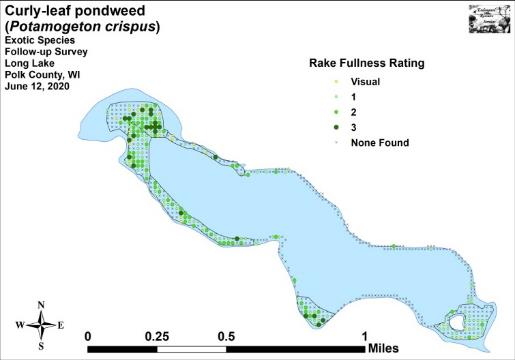 Curly-leaf pondweed
(Potamogeton crispus)
Exotic Species
Follow-up Survey
Long Lake
Polk County, WI
June 12, 2020
Rake Fullness Rating
Visual
1
2
3
None Found
N
W E
S
0 0.25 0.5 1
Miles